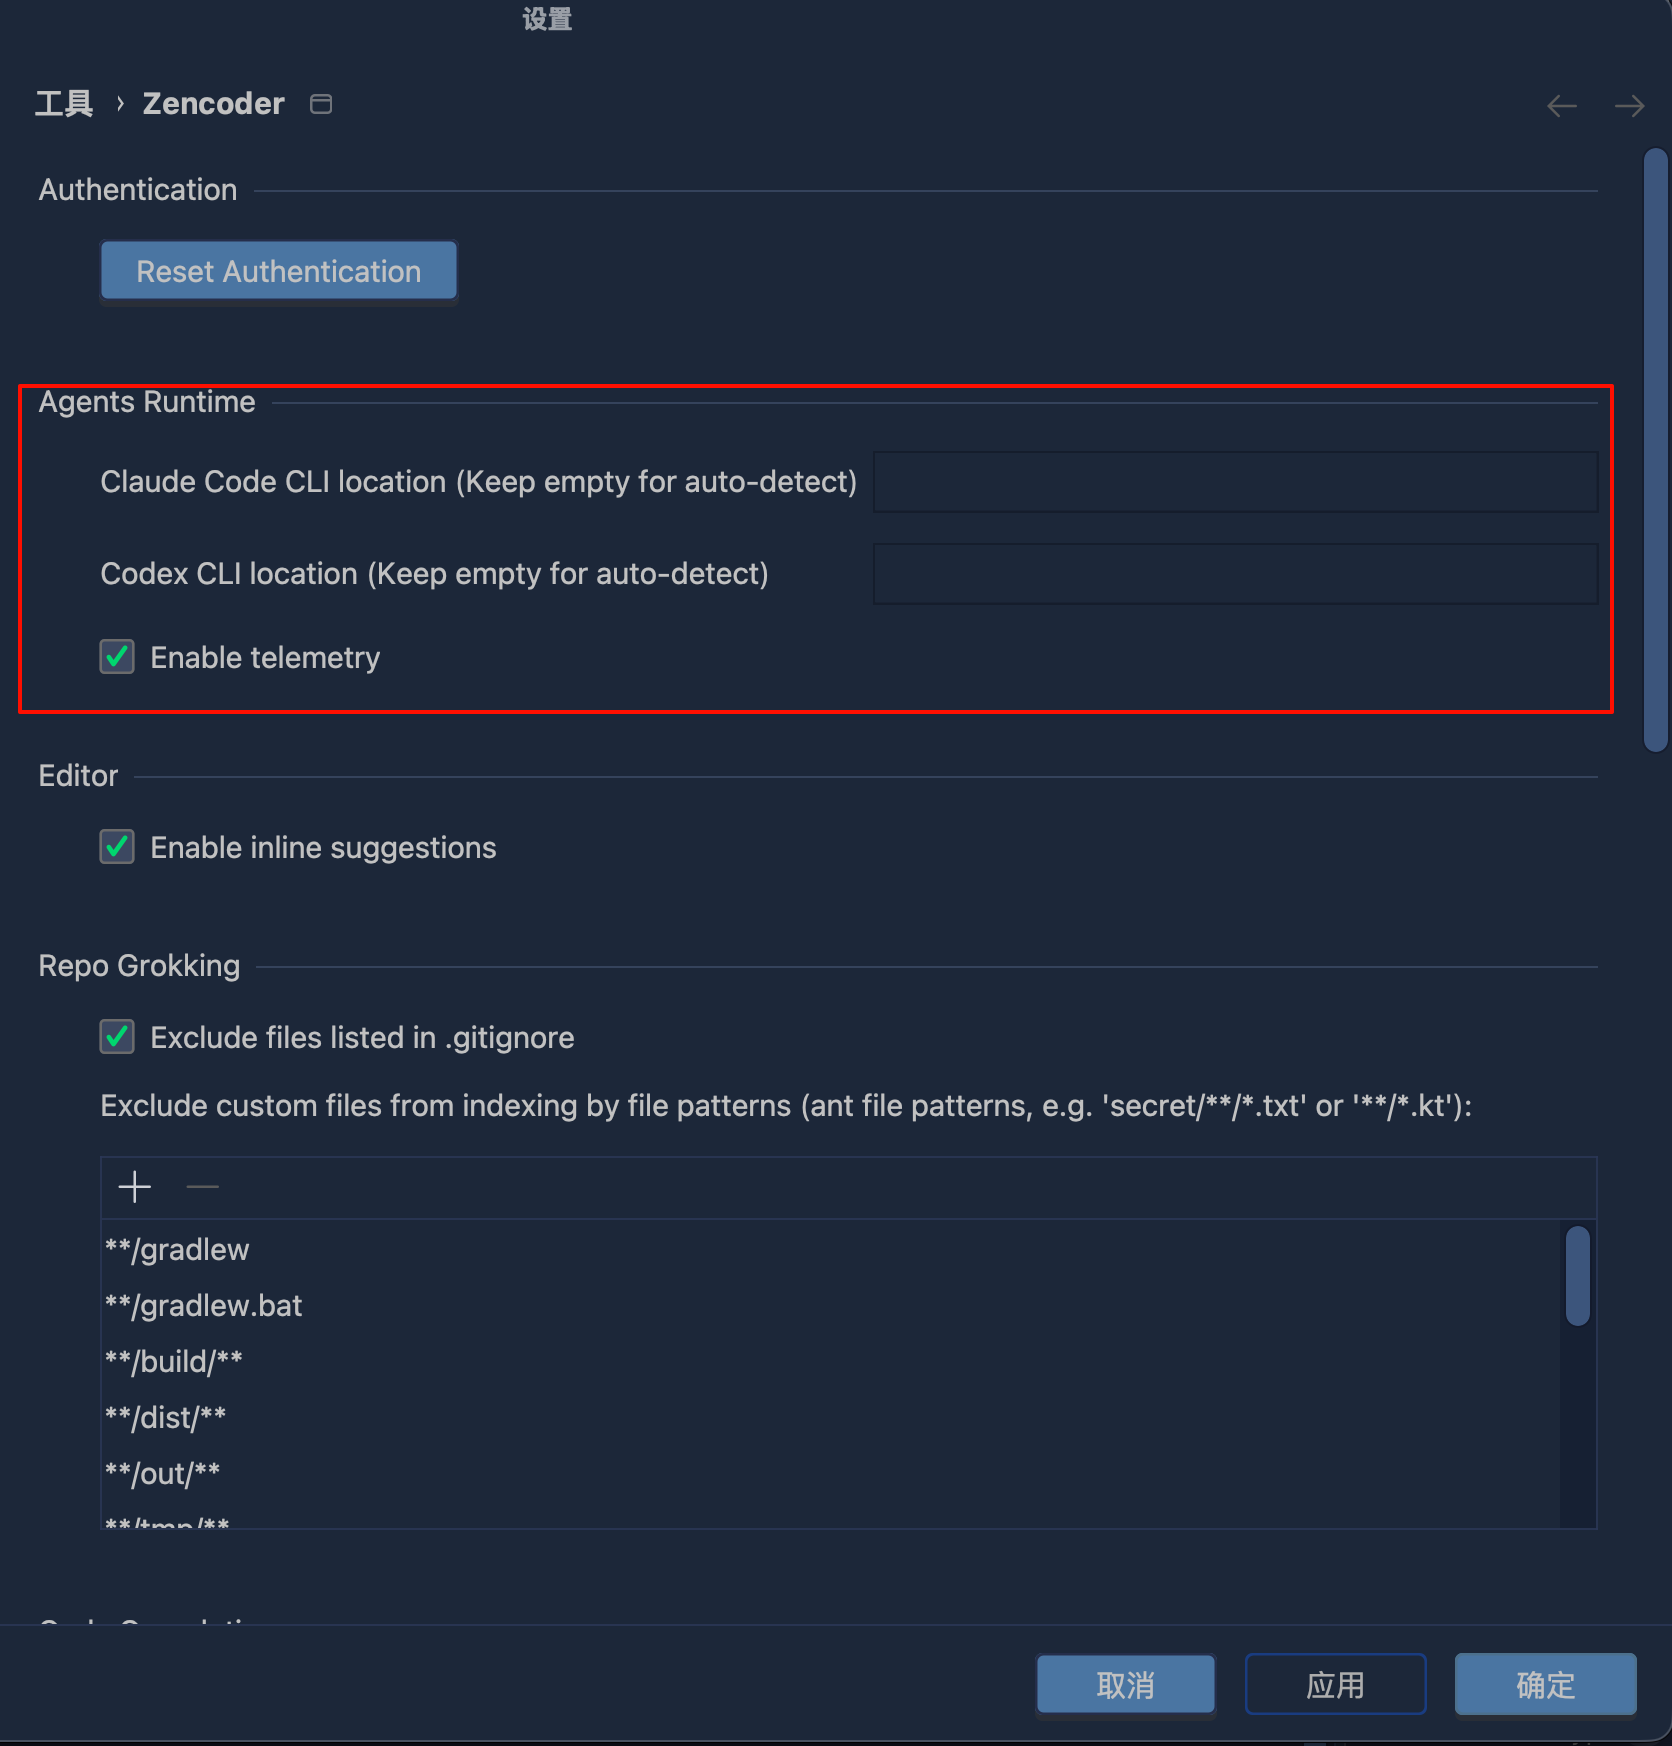 设置
工具 › Zencoder
Authentication
Reset Authentication
Agents Runtime
Claude Code CLI location (Keep empty for auto-detect)
Codex CLI location (Keep empty for auto-detect)
Enable telemetry
Editor
Enable inline suggestions
Repo Grokking
Exclude files listed in .gitignore
Exclude custom files from indexing by file patterns (ant file patterns, e.g. 'secret/**/*.txt' or '**/*.kt'):
**/gradlew
**/gradlew.bat
**/build/**
**/dist/**
**/out/**
**/tmp/**
取消 应用 确定